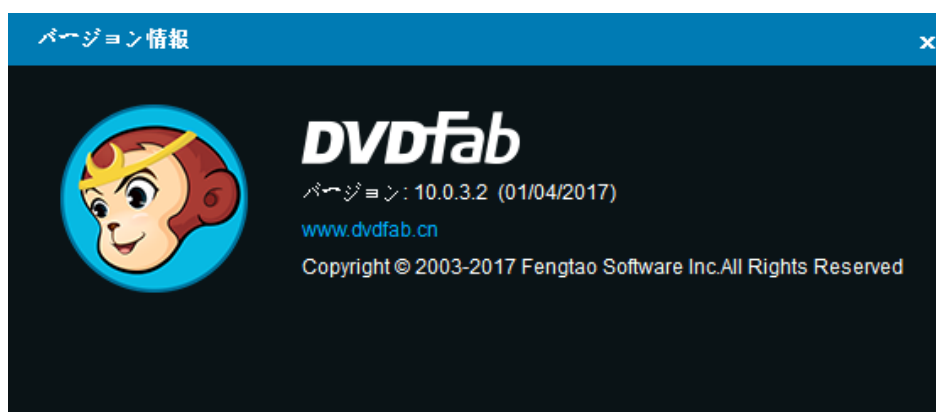 バージョン情報
x
DVDFab
バージョン: 10.0.3.2 (01/04/2017)
www.dvdfab.cn
Copyright © 2003-2017 Fengtao Software Inc.All Rights Reserved